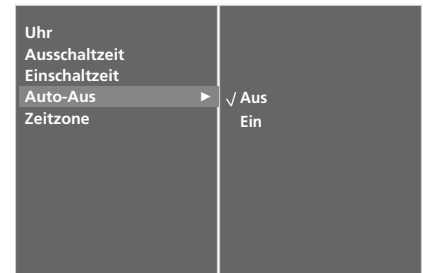 Uhr
Ausschaltzeit
Einschaltzeit
Auto-Aus ►
Zeitzone
√ Aus
Ein